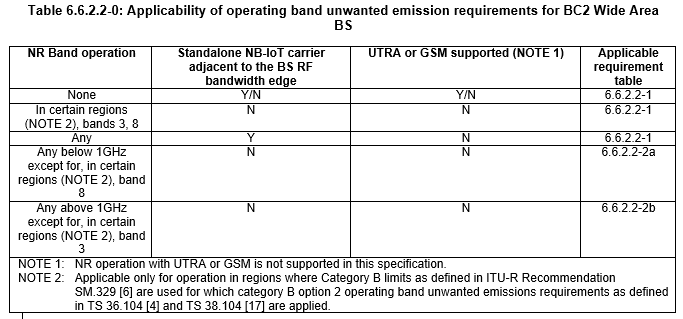 Table 6.6.2.2-0: Applicability of operating band unwanted emission requirements for BC2 Wide Area
BS
NR Band operation
Standalone NB-IoT carrier
adjacent to the BS RF
bandwidth edge
UTRA or GSM supported (NOTE 1)
Applicable
requirement
table
None
Y/N
Y/N
6.6.2.2-1
In certain regions
(NOTE 2), bands 3, 8
N
N
6.6.2.2-1
Any
Y
N
6.6.2.2-1
Any below 1GHz
except for, in certain
regions (NOTE 2), band
8
N
N
6.6.2.2-2a
Any above 1GHz
except for, in certain
regions (NOTE 2), band
3
N
N
6.6.2.2-2b
NOTE 1: NR operation with UTRA or GSM is not supported in this specification.
NOTE 2: Applicable only for operation in regions where Category B limits as defined in ITU-R Recommendation
SM.329 [6] are used for which category B option 2 operating band unwanted emissions requirements as defined
in TS 36.104 [4] and TS 38.104 [17] are applied.